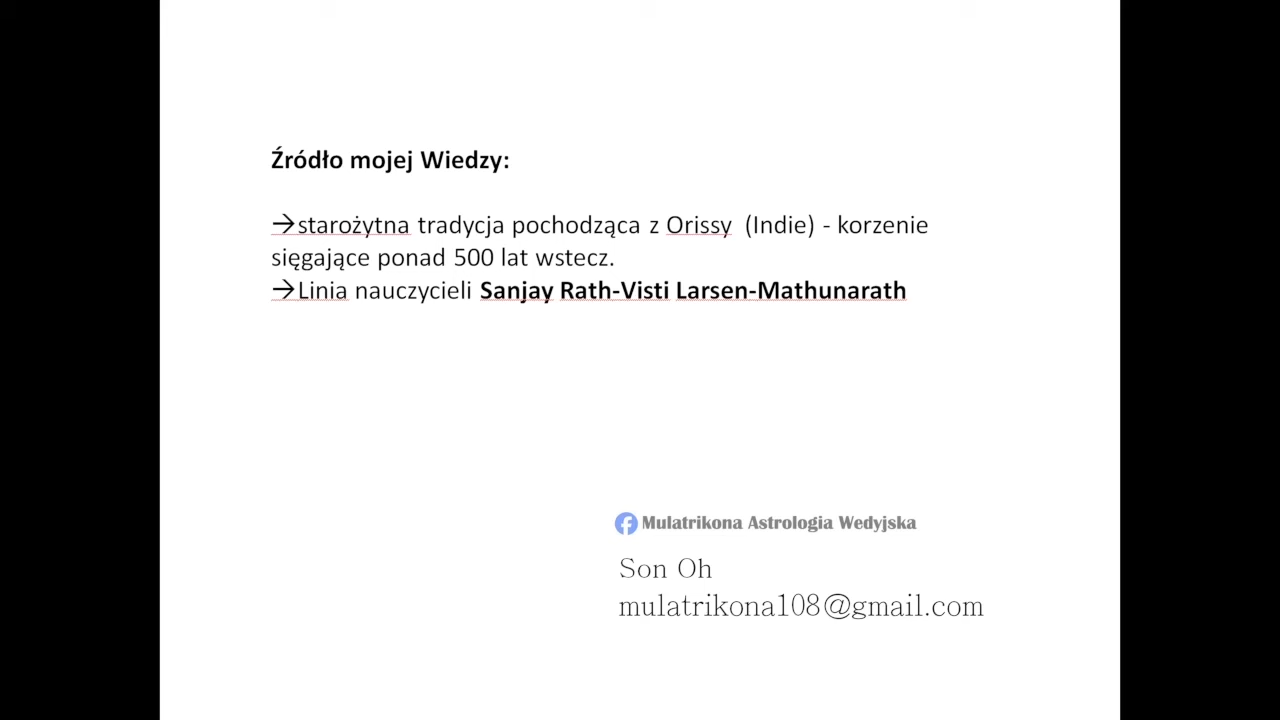 Źródło mojej Wiedzy:
→starożytna tradycja pochodząca z Orissy (Indie) - korzenie
sięgające ponad 500 lat wstecz.
→Linia nauczycieli Sanjay Rath-Visti Larsen-Mathunarath
Mulatrikona Astrologia Wedyjska
Son Oh
mulatrikona108@gmail.com